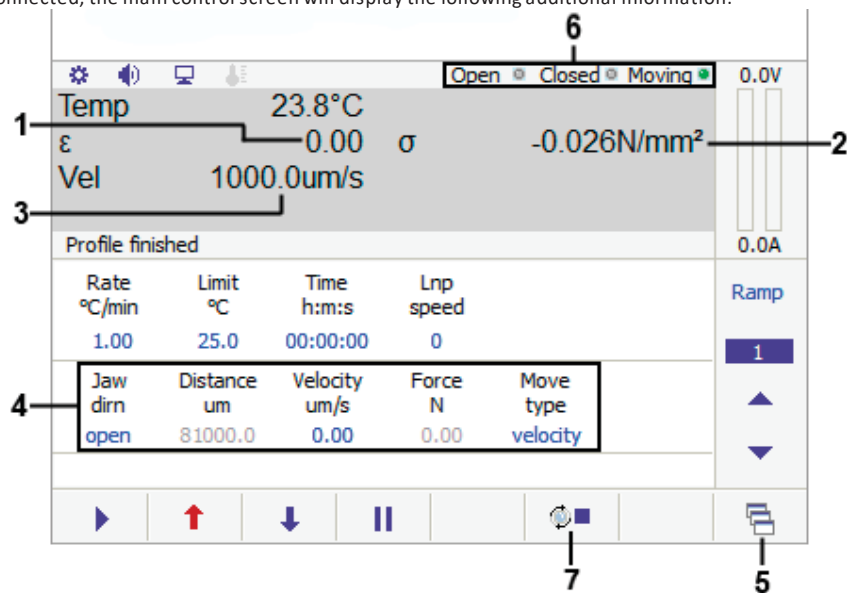 onnected, the main control screen will display the following additional information:
6
Open Closed Moving 0.0V
Temp 23.8°C
1
ε 0.00 σ -0.026N/mm²
2
Vel 1000.0um/s
3
Profile finished 0.0A
Rate Limit Time Lnp
°C/min °C h:m:s speed
Ramp
1.00 25.0 00:00:00 0
1
Jaw Distance Velocity Force Move
4
dirn um um/s N type
open 81000.0 0.00 0.00 velocity
7 5